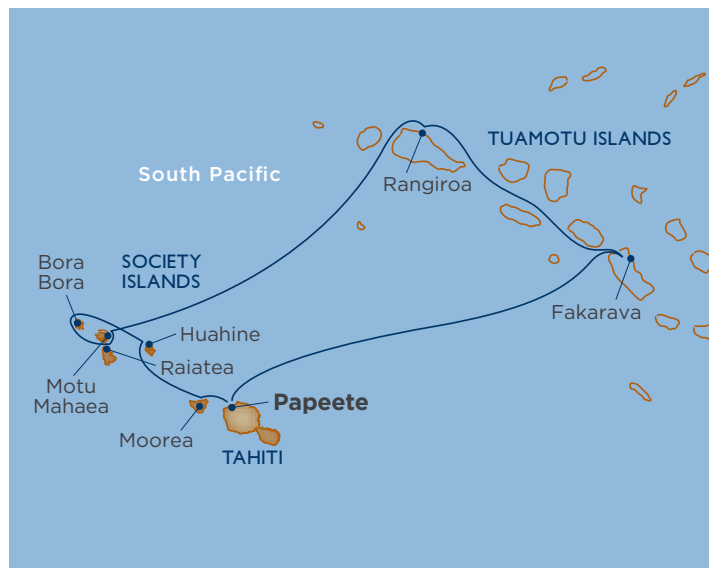 TUAMOTU ISLANDS
South Pacific
Rangiroa
Bora
Bora
SOCIETY
ISLANDS
Fakarava
Huahine
Raiatea
Motu
Mahaea
Papeete
Moorea
TAHITI